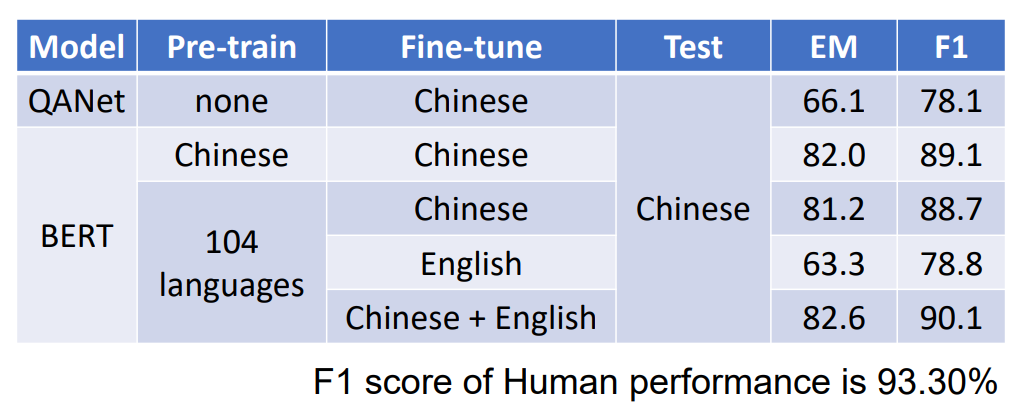 Model Pre-train Fine-tune Test EM F1
QANet none Chinese 66.1 78.1
Chinese Chinese 82.0 89.1
BERT 104 languages Chinese Chinese 81.2 88.7
English 63.3 78.8
Chinese + English 82.6 90.1
F1 score of Human performance is 93.30%